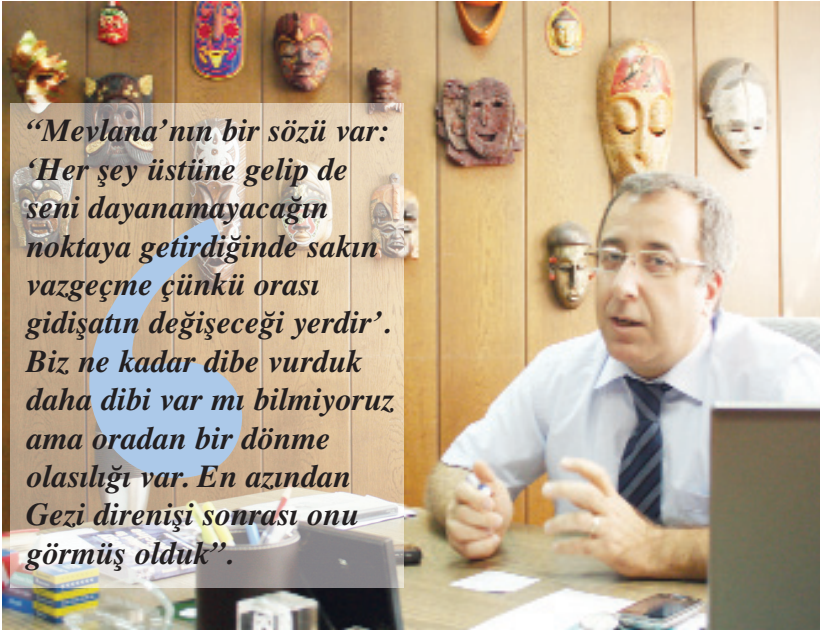 “Mevlana’nın bir sözü var:
‘Her şey üstüne gelip de
seni dayanamayacağın
noktaya getirdiğinde sakın
vazgeçme çünkü orası
gidişatın değişeceği yerdir’.
Biz ne kadar dibe vurduk
daha dibi var mı bilmiyoruz
ama oradan bir dönme
olasılığı var. En azından
Gezi direnişi sonrası onu
görmüş olduk”.